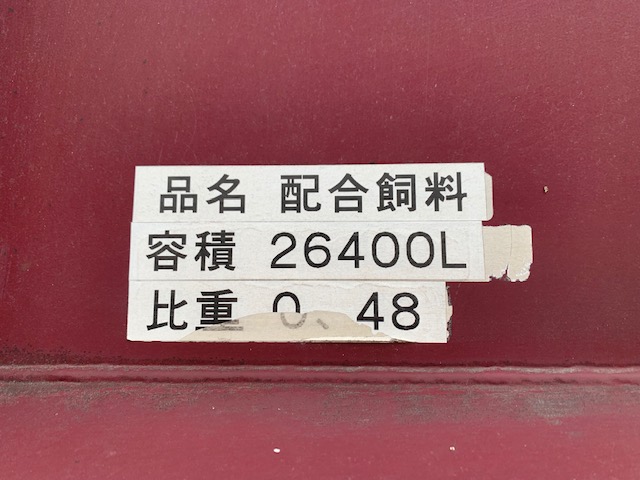 品名 配合飼料
容積 26400L
比重 0、48